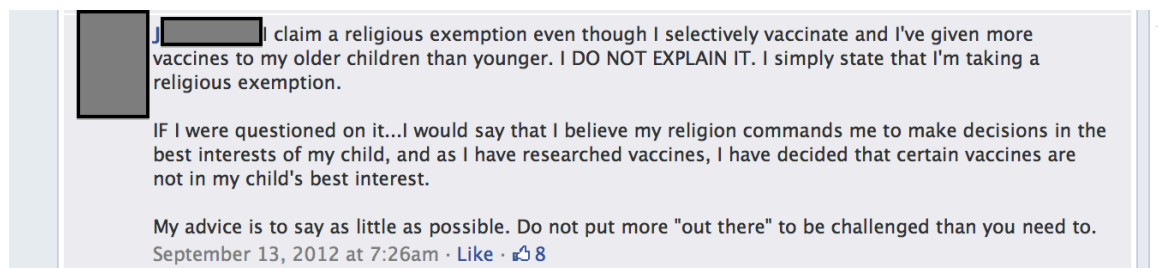 J I claim a religious exemption even though I selectively vaccinate and I've given more
vaccines to my older children than younger. I DO NOT EXPLAIN IT. I simply state that I'm taking a
religious exemption.
IF I were questioned on it...I would say that I believe my religion commands me to make decisions in the
best interests of my child, and as I have researched vaccines, I have decided that certain vaccines are
not in my child's best interest.
My advice is to say as little as possible. Do not put more "out there" to be challenged than you need to.
September 13, 2012 at 7:26am · Like · 8